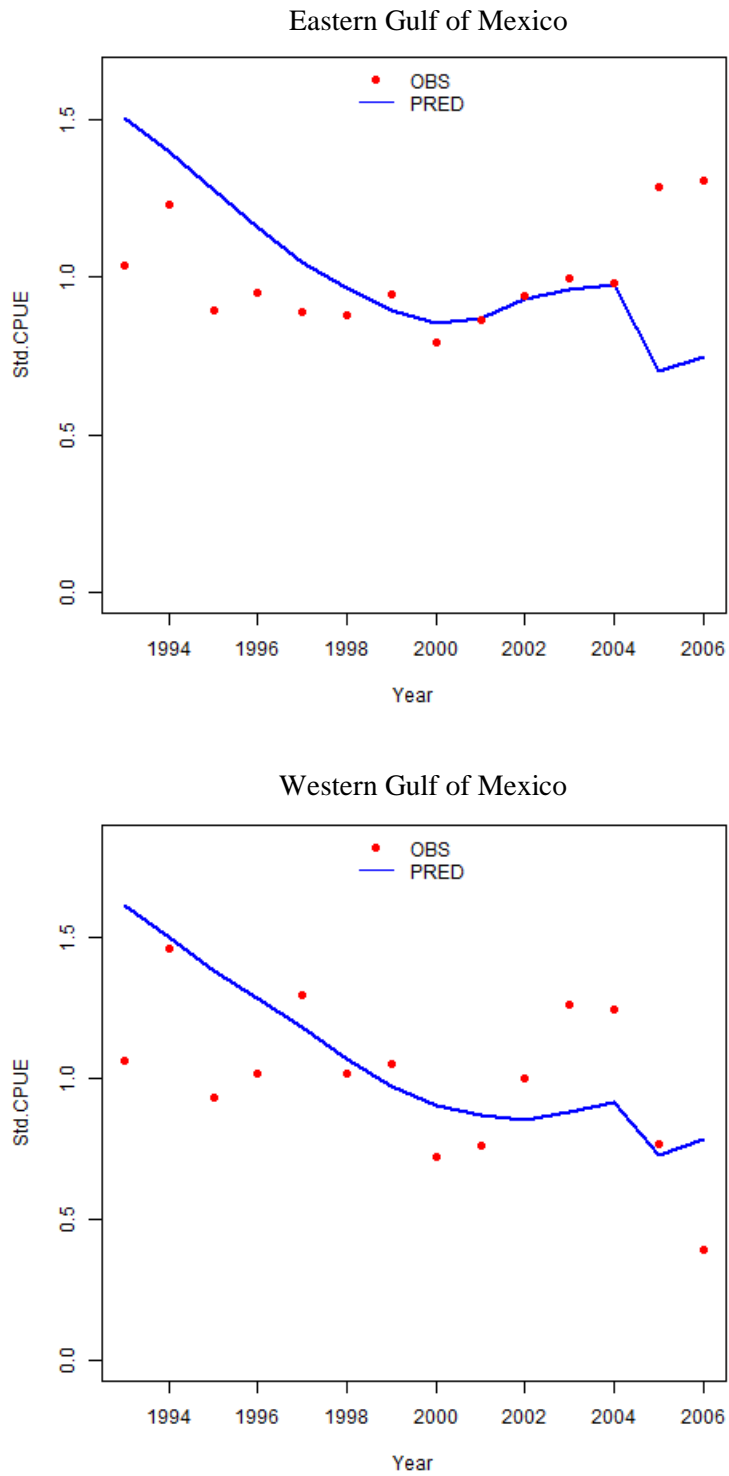 Eastern Gulf of Mexico
OBS
PRED
1.5
1.0
0.5
0.0
Std.CPUE
1994 1996 1998 2000 2002 2004 2006
Year
Western Gulf of Mexico
OBS
PRED
1.5
1.0
0.5
0.0
Std.CPUE
1994 1996 1998 2000 2002 2004 2006
Year